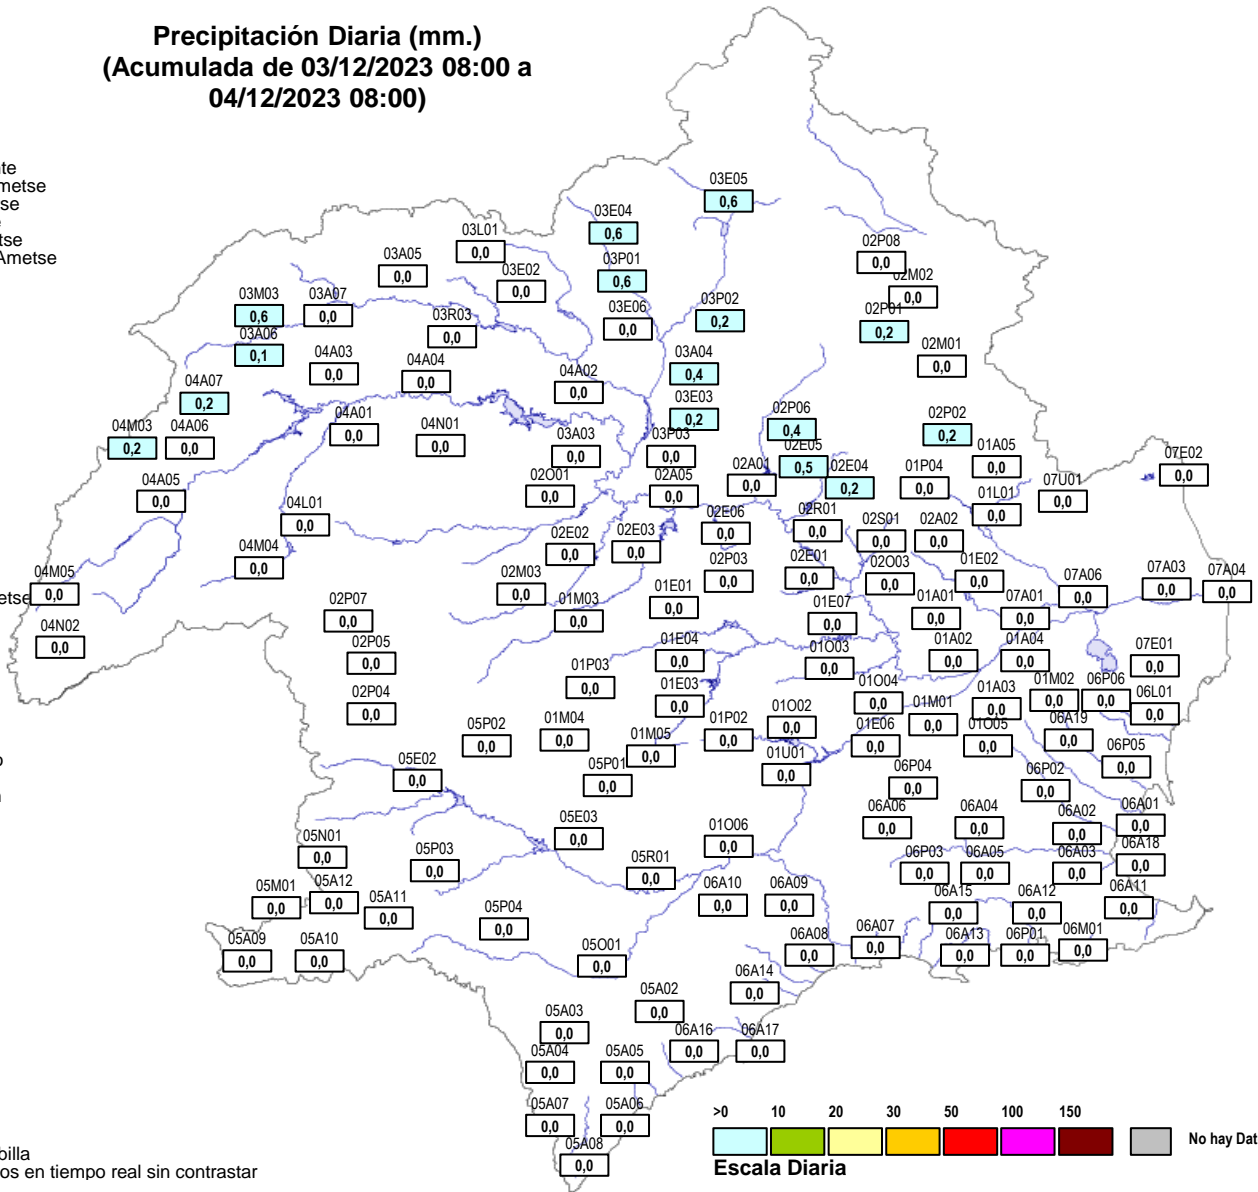 Precipitación Diaria (mm.)
(Acumulada de 03/12/2023 08:00 a
04/12/2023 08:00)
nte
metse
tse
e
tse
Ametse
03E05
0,6
03E04
0,6
03L01
0,0
03A05
0,0
03E02
0,0
03P01
0,6
02P08
0,0
02M02
0,0
03M03
0,6
03A07
0,0
03R03
0,0
03E06
0,0
03P02
0,2
02P01
0,2
03A06
0,1
04A03
0,0
04A04
0,0
04A02
0,0
03A04
0,4
02M01
0,0
04A07
0,2
03E03
0,2
02P06
0,4
02P02
0,2
04M03
0,2
04A06
0,0
04A01
0,0
04N01
0,0
03A03
0,0
03P03
0,0
02E05
0,5
01A05
0,0
07E02
0,0
04A05
0,0
02O01
0,0
02A05
0,0
02A01
0,0
02E04
0,2
01P04
0,0
07U01
0,0
04L01
0,0
01L01
0,0
02E06
0,0
02R01
0,0
02S01
0,0
02A02
0,0
02E02
0,0
02E03
0,0
04M04
0,0
02P03
0,0
02E01
0,0
02O03
0,0
01E02
0,0
04M05
0,0
etse
02M03
0,0
07A06
0,0
07A03
0,0
07A04
0,0
02P07
0,0
01M03
0,0
01E01
0,0
01E07
0,0
01A01
0,0
07A01
0,0
04N02
0,0
02P05
0,0
01E04
0,0
01O03
0,0
01A02
0,0
01A04
0,0
07E01
0,0
01P03
0,0
02P04
0,0
01E03
0,0
01O04
0,0
01A03
0,0
01M02
0,0
06P06
0,0
06L01
0,0
05P02
0,0
01M04
0,0
01M05
0,0
01P02
0,0
01O02
0,0
01E06
0,0
01M01
0,0
01O05
0,0
06A19
0,0
05E02
0,0
05P01
0,0
01U01
0,0
06P04
0,0
06P02
0,0
06P05
0,0
05E03
0,0
01O06
0,0
06A06
0,0
06A04
0,0
06A02
0,0
06A01
0,0
05N01
0,0
05P03
0,0
05R01
0,0
06P03
0,0
06A05
0,0
06A03
0,0
06A18
0,0
05M01
0,0
05A12
0,0
05A11
0,0
06A10
0,0
06A09
0,0
06A15
0,0
06A12
0,0
06A11
0,0
05P04
0,0
05A09
0,0
05A10
0,0
05O01
0,0
06A08
0,0
06A07
0,0
06A13
0,0
06P01
0,0
06M01
0,0
06A14
0,0
05A02
0,0
05A03
0,0
06A16
0,0
06A17
0,0
05A04
0,0
05A05
0,0
05A07
0,0
05A06
0,0
05A08
0,0
>0 10 20 30 50 100 150
No hay Dat
Escala Diaria
billa
os en tiempo real sin contrastar